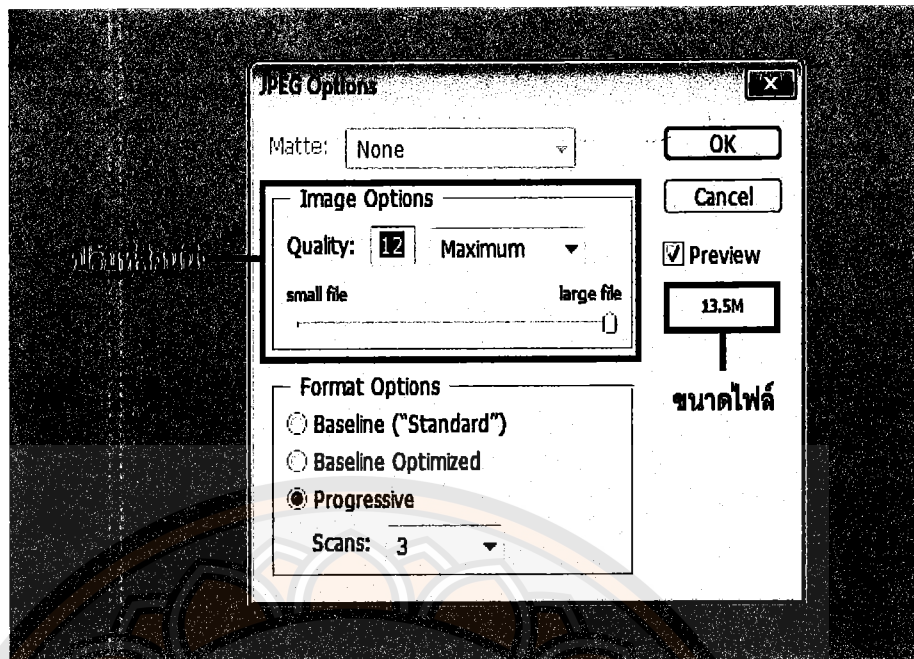 JPEG Options
Matte: None
OK
Image Options
Cancel
Quality: 12 Maximum
Preview
small file large file
13.5M
ขนาดไฟล์
Format Options
Baseline ("Standard")
Baseline Optimized
Progressive
Scans: 3